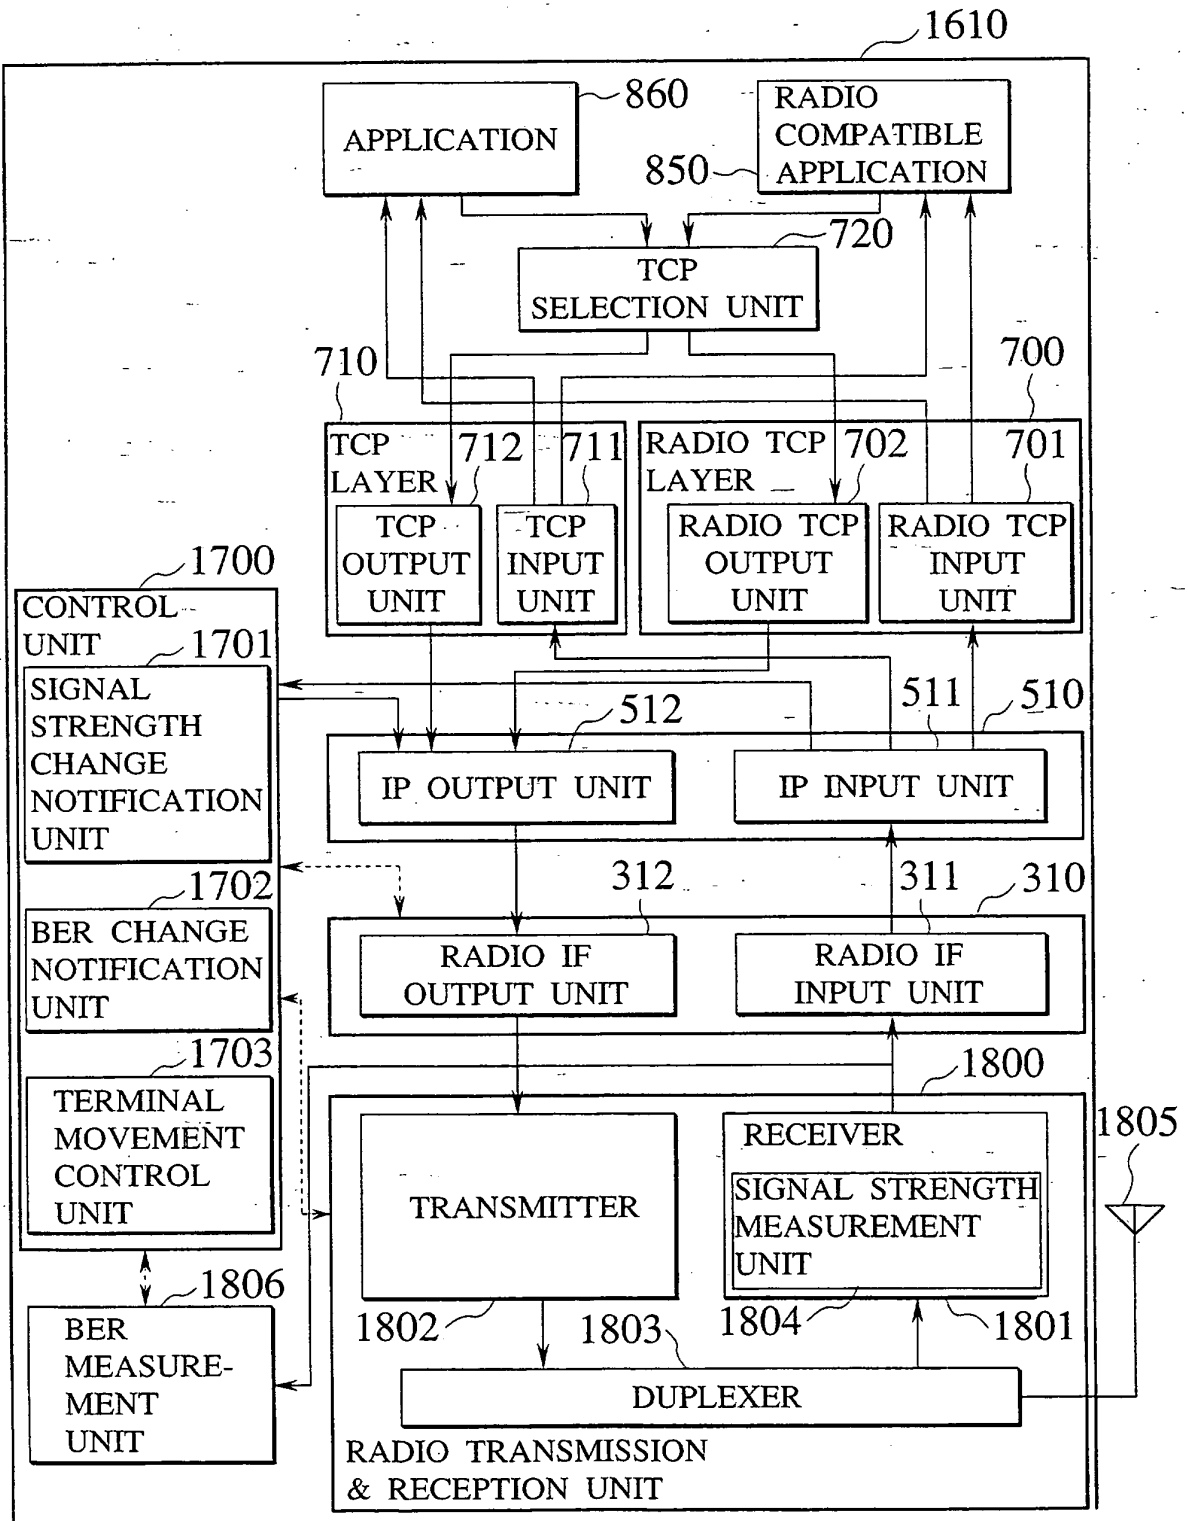 1610
860
APPLICATION
RADIO
COMPATIBLE
APPLICATION
850
720
TCP
SELECTION UNIT
710
700
TCP
LAYER
712
711
RADIO TCP
LAYER
702
701
TCP
OUTPUT
UNIT
TCP
INPUT
UNIT
RADIO TCP
OUTPUT
UNIT
RADIO TCP
INPUT
UNIT
1700
CONTROL
UNIT
1701
SIGNAL
STRENGTH
CHANGE
NOTIFICATION
UNIT
512
511
510
IP OUTPUT UNIT
IP INPUT UNIT
1702
BER CHANGE
NOTIFICATION
UNIT
312
311
310
RADIO IF
OUTPUT UNIT
RADIO IF
INPUT UNIT
1703
TERMINAL
MOVEMENT
CONTROL
UNIT
1800
TRANSMITTER
RECEIVER
SIGNAL STRENGTH
MEASUREMENT
UNIT
1805
1806
BER
MEASURE-
MENT
UNIT
1802
1803
1804
1801
DUPLEXER
RADIO TRANSMISSION
& RECEPTION UNIT